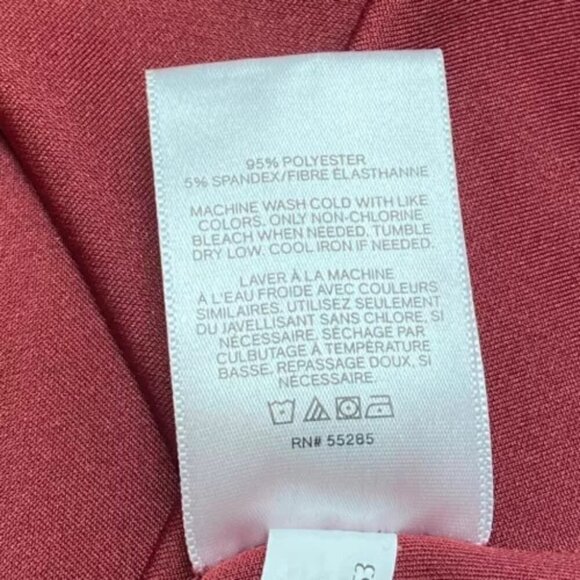 95% POLYESTER
5% SPANDEX/FIBRE ÉLASTHANNE
MACHINE WASH COLD WITH LIKE
COLORS, ONLY NON-CHLORINE
BLEACH WHEN NEEDED. TUMBLE
DRY LOW. COOL IRON IF NEEDED.
LAVER À LA MACHINE
À L'EAU FROIDE AVEC COULEURS
SIMILAIRES. UTILISEZ SEULEMENT
DU JAVELLISANT SANS CHLORE, SI
NÉCESSAIRE. SÉCHAGE PAR
CULBUTAGE À TEMPÉRATURE
BASSE. REPASSAGE DOUX, SI
NÉCESSAIRE.
RN# 55285